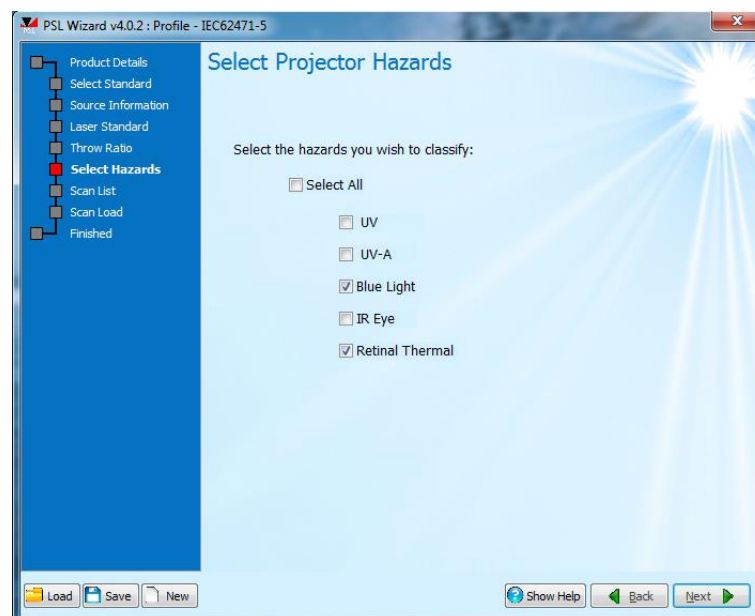 PSL Wizard v4.0.2 : Profile - IEC62471-5
Product Details
Select Standard
Source Information
Laser Standard
Throw Ratio
Select Hazards
Scan List
Scan Load
Finished
Select Projector Hazards
Select the hazards you wish to classify:
Select All
UV
UV-A
Blue Light
IR Eye
Retinal Thermal
Load
Save
New
Show Help
Back
Next